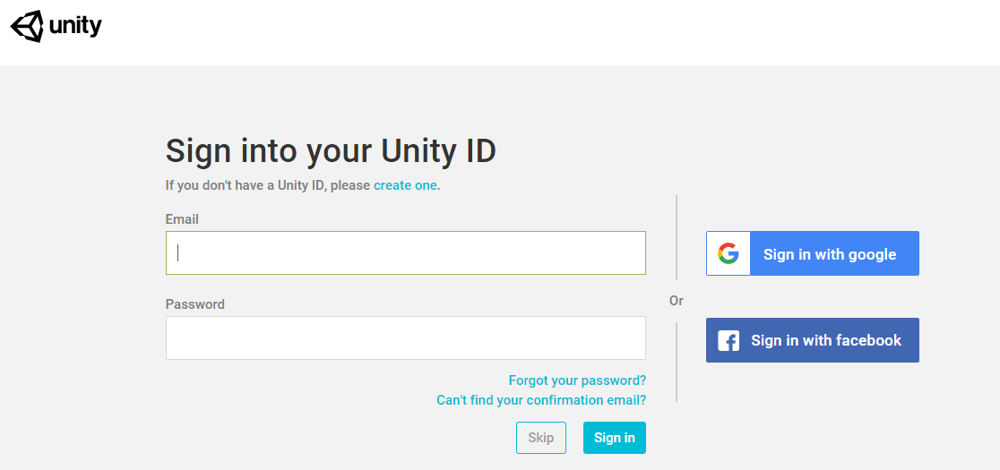 unity
Sign into your Unity ID
If you don't have a Unity ID, please create one.
Email
Password
Forgot your password?
Can't find your confirmation email?
Skip
Sign in
Or
Sign in with google
Sign in with facebook